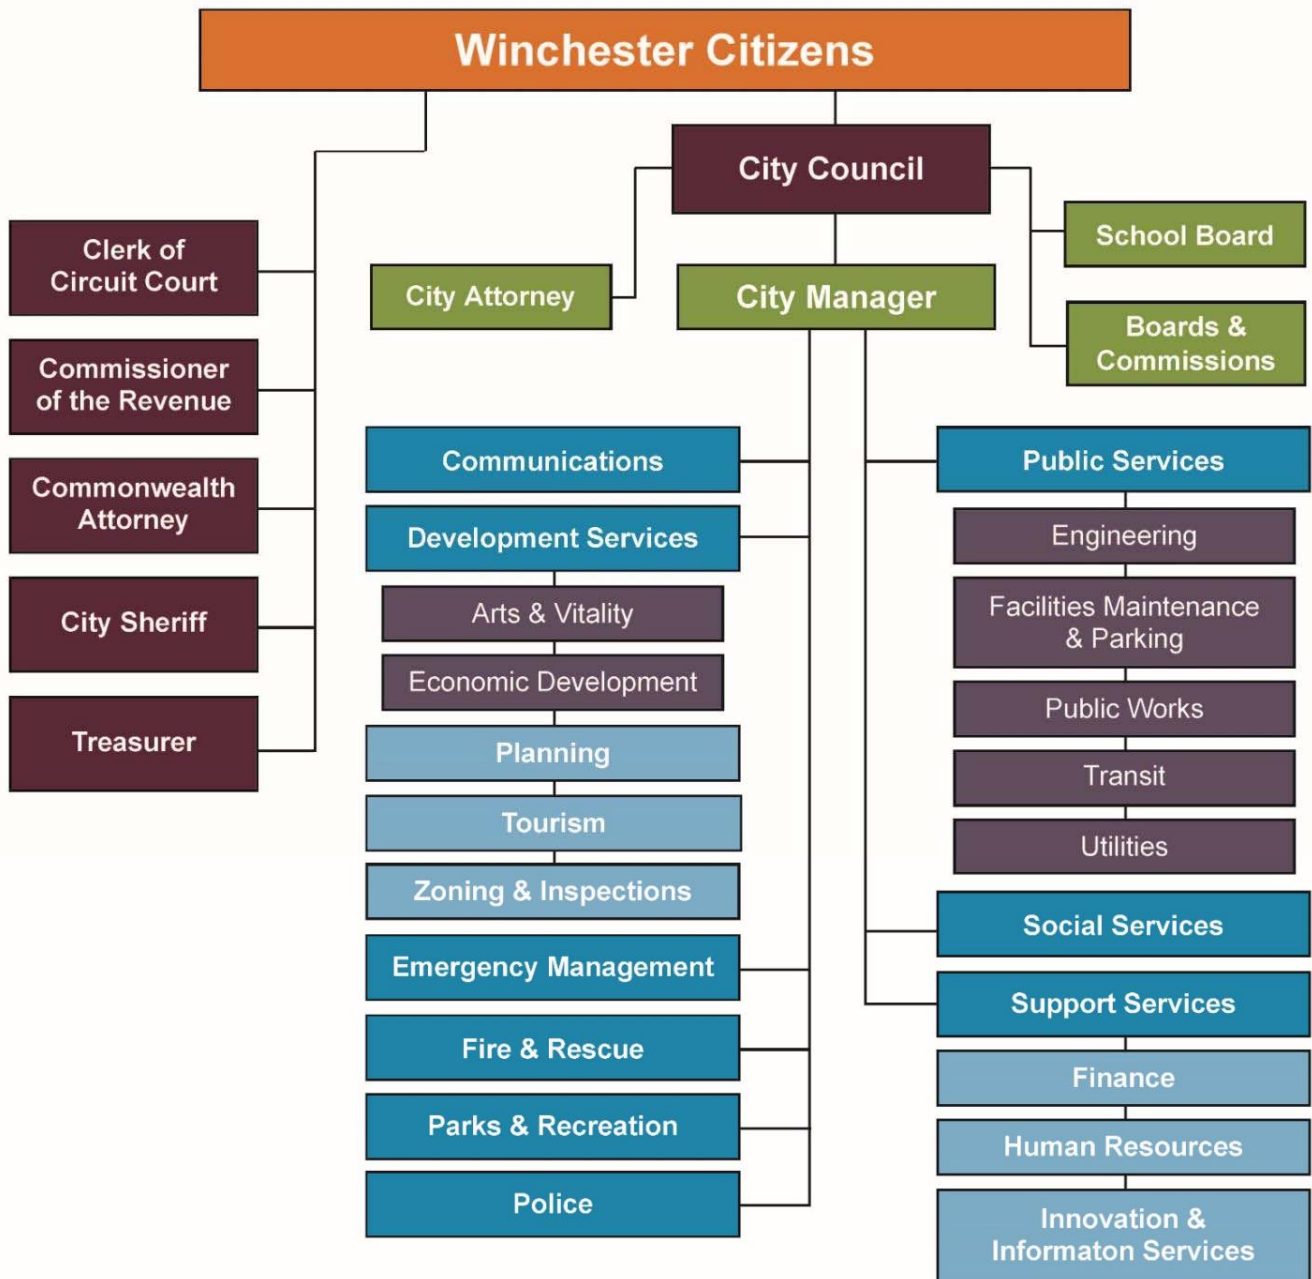 Winchester Citizens
City Council
School Board
City Attorney
City Manager
Boards &
Commissions
Clerk of
Circuit Court
Commissioner
of the Revenue
Commonwealth
Attorney
City Sheriff
Treasurer
Communications
Development Services
Arts & Vitality
Economic Development
Planning
Tourism
Zoning & Inspections
Emergency Management
Fire & Rescue
Parks & Recreation
Police
Public Services
Engineering
Facilities Maintenance
& Parking
Public Works
Transit
Utilities
Social Services
Support Services
Finance
Human Resources
Innovation &
Informaton Services